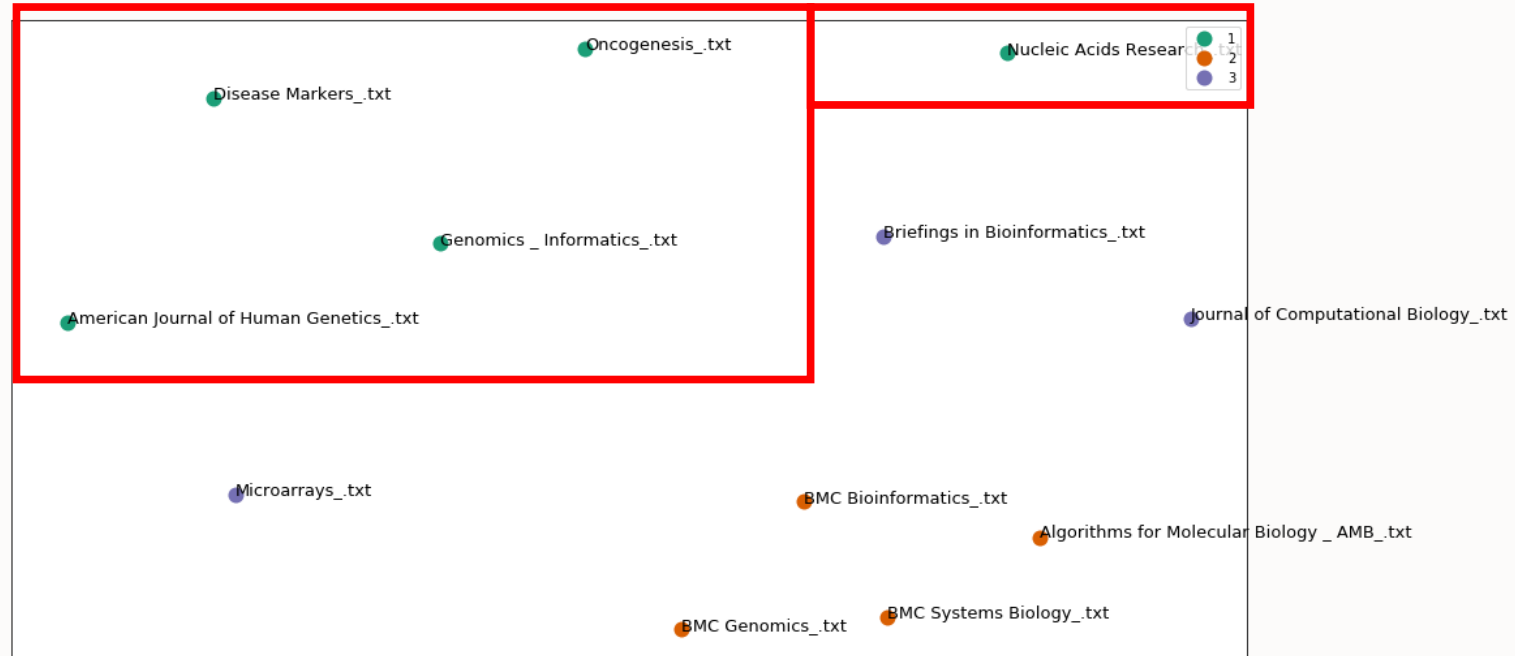 Oncogenesis_.txt
Nucleic Acids Research_.txt
1
2
3
Disease Markers_.txt
Genomics _ Informatics_.txt
Briefings in Bioinformatics_.txt
American Journal of Human Genetics_.txt
Journal of Computational Biology_.txt
Microarrays_.txt
BMC Bioinformatics_.txt
Algorithms for Molecular Biology _ AMB_.txt
BMC Systems Biology_.txt
BMC Genomics_.txt